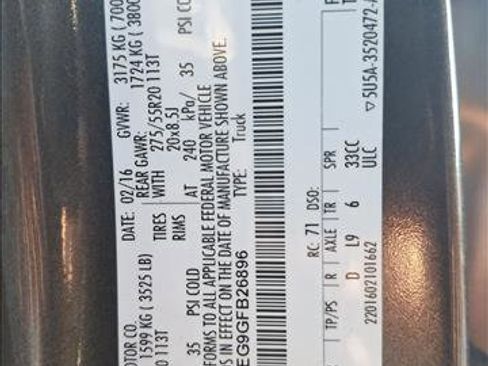 OTOR CO. DATE: 02/16 GVWR: 3175 KG ( 700
1599 KG ( 3525 LB) REAR GAWR: 1724 KG ( 380
0 113T TIRES WITH 275/55R20 113T
RIMS 20x8.5J
35 PSI COLD AT 240 kPa/ 35 PSI C
FORMS TO ALL APPLICABLE FEDERAL MOTOR VEHICLE
S IN EFFECT ON THE DATE OF MANUFACTURE SHOWN ABOVE.
EG9GFB26896 TYPE: Truck
RC: 71 DSO:
TP/PS R AXLE TR SPR
D L9 6 33CC
2201602101662 ULC
▽ 5U5A-3520472-